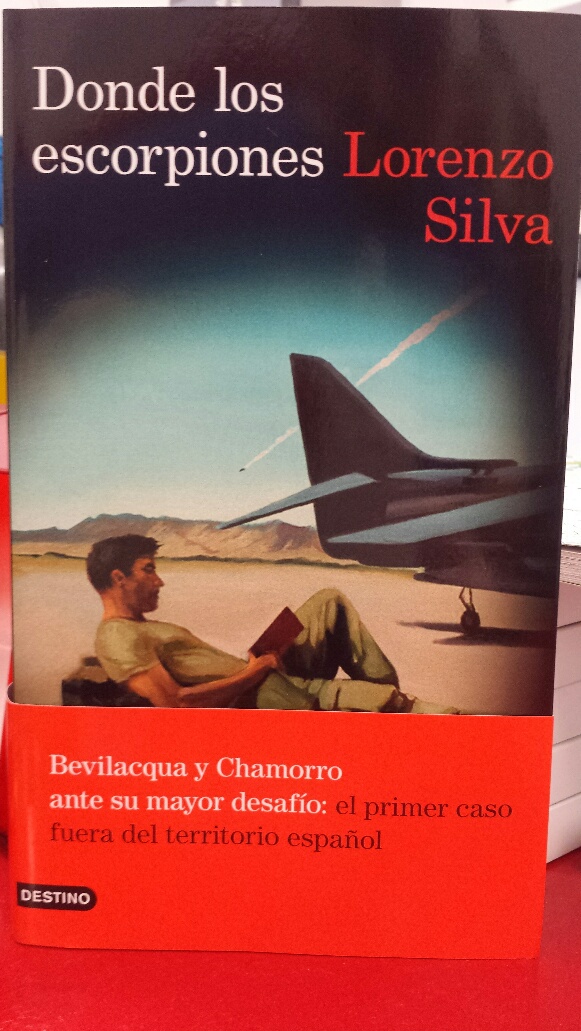 Donde los
escorpiones Lorenzo
Silva
Bevilacqua y Chamorro
ante su mayor desafío: el primer caso
fuera del territorio español
DESTINO